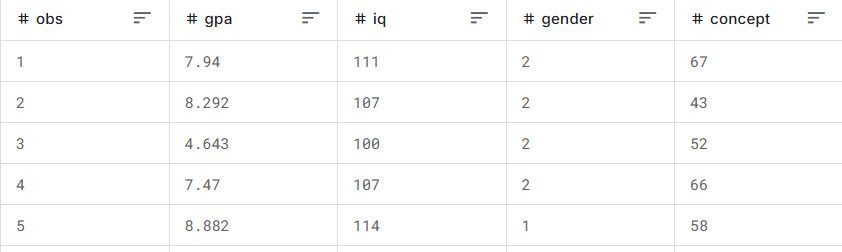 # obs # gpa # iq # gender # concept
1 7.94 111 2 67
2 8.292 107 2 43
3 4.643 100 2 52
4 7.47 107 2 66
5 8.882 114 1 58